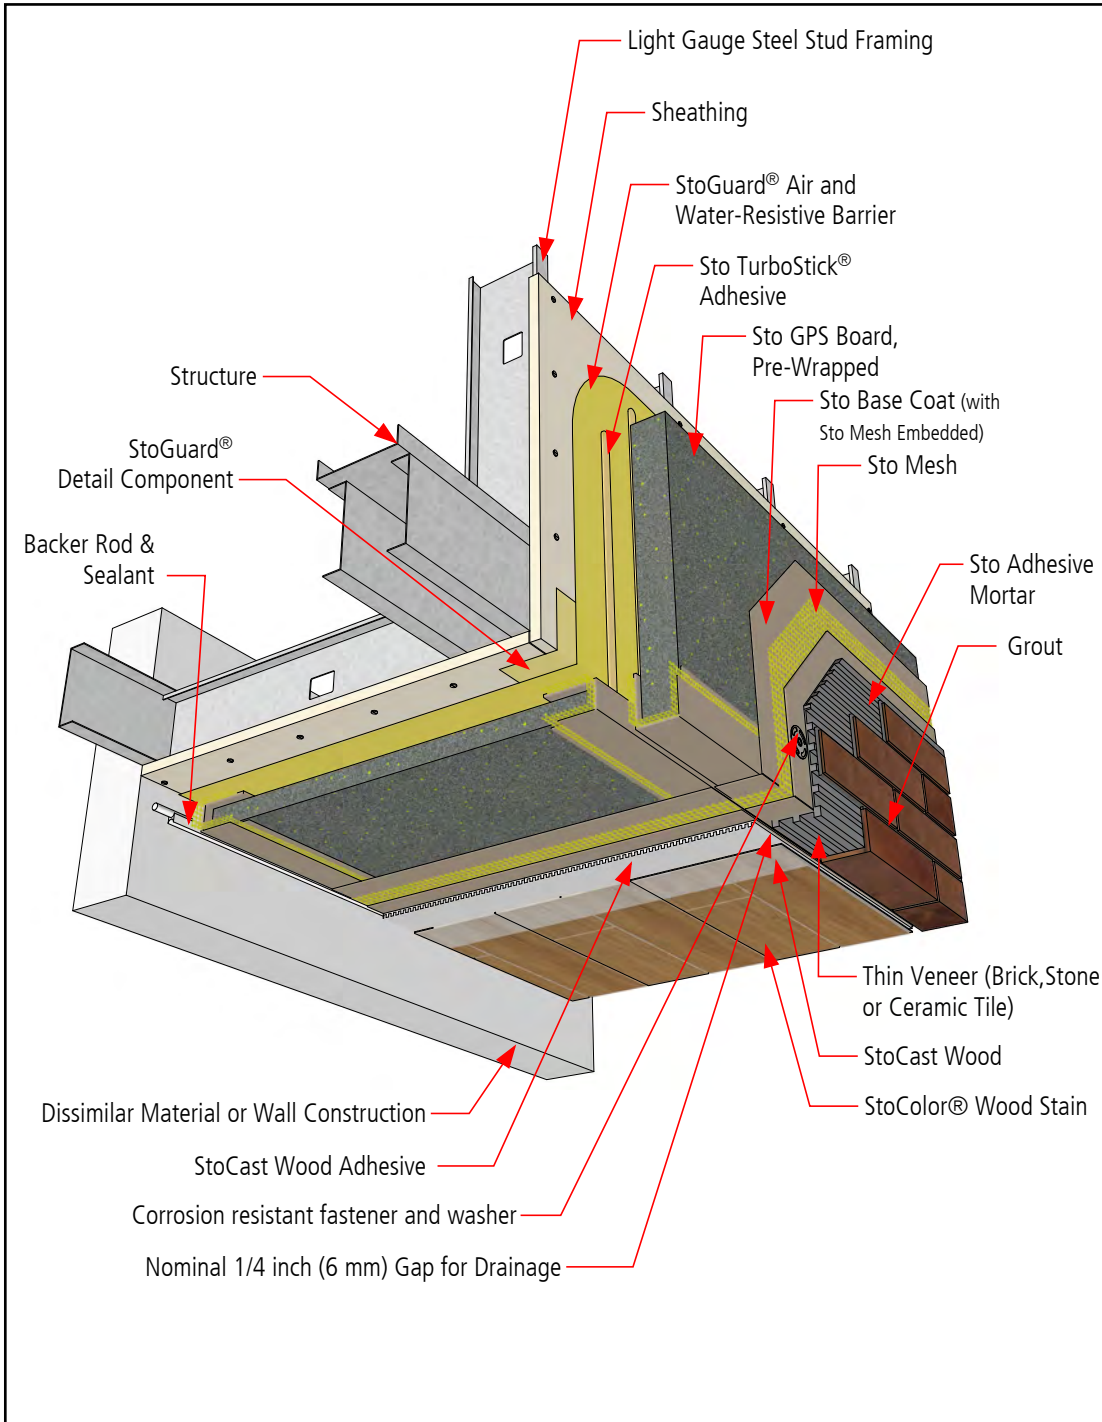 Light Gauge Steel Stud Framing
Sheathing
StoGuard® Air and
Water-Resistive Barrier
Sto TurboStick®
Adhesive
Sto GPS Board,
Pre-Wrapped
Structure
Sto Base Coat (with
Sto Mesh Embedded)
StoGuard®
Detail Component
Sto Mesh
Backer Rod &
Sealant
Sto Adhesive
Mortar
Grout
Thin Veneer (Brick,Stone
or Ceramic Tile)
StoCast Wood
StoColor® Wood Stain
Dissimilar Material or Wall Construction
StoCast Wood Adhesive
Corrosion resistant fastener and washer
Nominal 1/4 inch (6 mm) Gap for Drainage